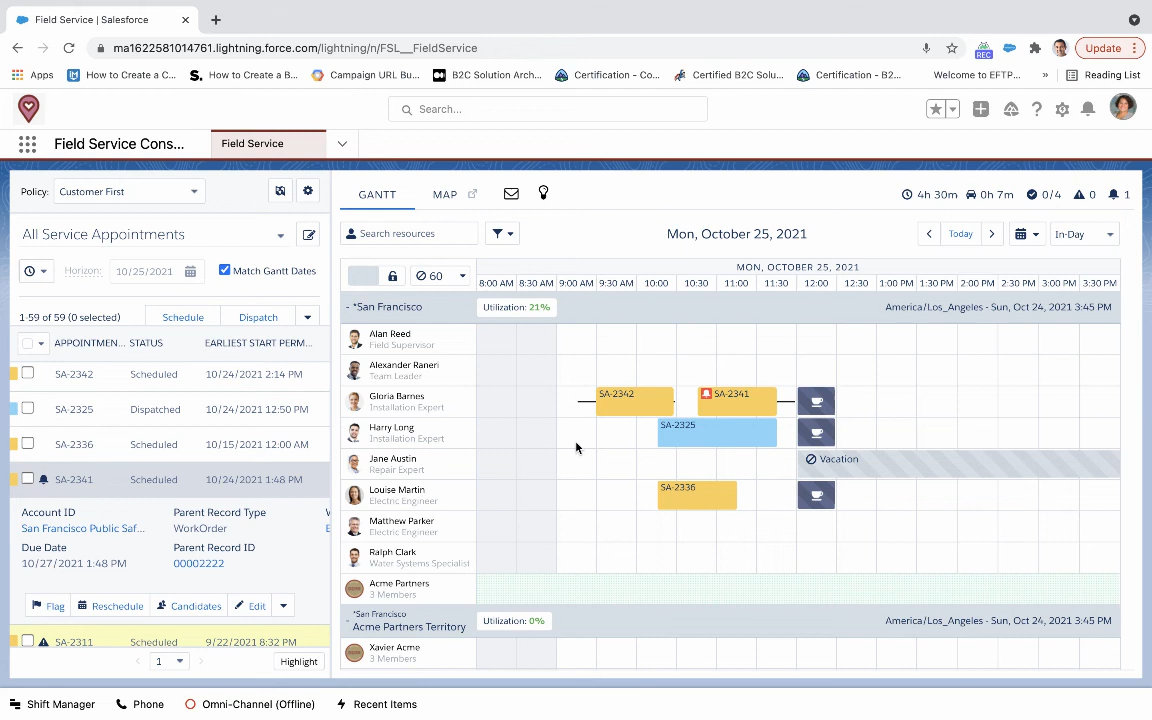 Field Service | Salesforce
ma1622581014761.lightning.force.com/lightning/n/FSL__FieldService
REC
Update
Apps
How to Create a C...
How to Create a B...
Campaign URL Bu...
B2C Solution Arch...
Certification - Co...
Certified B2C Solu...
Certification - B2...
Welcome to EFTP...
»
Reading List
Search...
Field Service Cons...
Field Service
Policy:
Customer First
GANTT
MAP
4h 30m
0h 7m
0/4
0
1
All Service Appointments
Search resources
Mon, October 25, 2021
Today
In-Day
Horizon:
10/25/2021
Match Gantt Dates
60
MON, OCTOBER 25, 2021
8:00 AM 8:30 AM 9:00 AM 9:30 AM 10:00 10:30 11:00 11:30 12:00 12:30 1:00 PM 1:30 PM 2:00 PM 2:30 PM 3:00 PM 3:30 PM
1-59 of 59 (0 selected)
Schedule
Dispatch
- *San Francisco
Utilization: 21%
America/Los_Angeles - Sun, Oct 24, 2021 3:45 PM
APPOINTMEN... STATUS EARLIEST START PERM...
SA-2342 Scheduled 10/24/2021 2:14 PM
SA-2325 Dispatched 10/24/2021 12:50 PM
SA-2336 Scheduled 10/15/2021 12:00 AM
SA-2341 Scheduled 10/24/2021 1:48 PM
Account ID
San Francisco Public Saf...
Parent Record Type
WorkOrder
Due Date
10/27/2021 1:48 PM
Parent Record ID
00002222
Flag
Reschedule
Candidates
Edit
SA-2311 Scheduled 9/22/2021 8:32 PM
1
Highlight
Alan Reed
Field Supervisor
Alexander Raneri
Team Leader
Gloria Barnes
Installation Expert
SA-2342
SA-2341
Harry Long
Installation Expert
SA-2325
Jane Austin
Repair Expert
Vacation
Louise Martin
Electric Engineer
SA-2336
Matthew Parker
Electric Engineer
Ralph Clark
Water Systems Specialist
Acme Partners
3 Members
*San Francisco
- Acme Partners Territory
Utilization: 0%
America/Los_Angeles - Sun, Oct 24, 2021 3:45 PM
Xavier Acme
3 Members
Shift Manager
Phone
Omni-Channel (Offline)
Recent Items